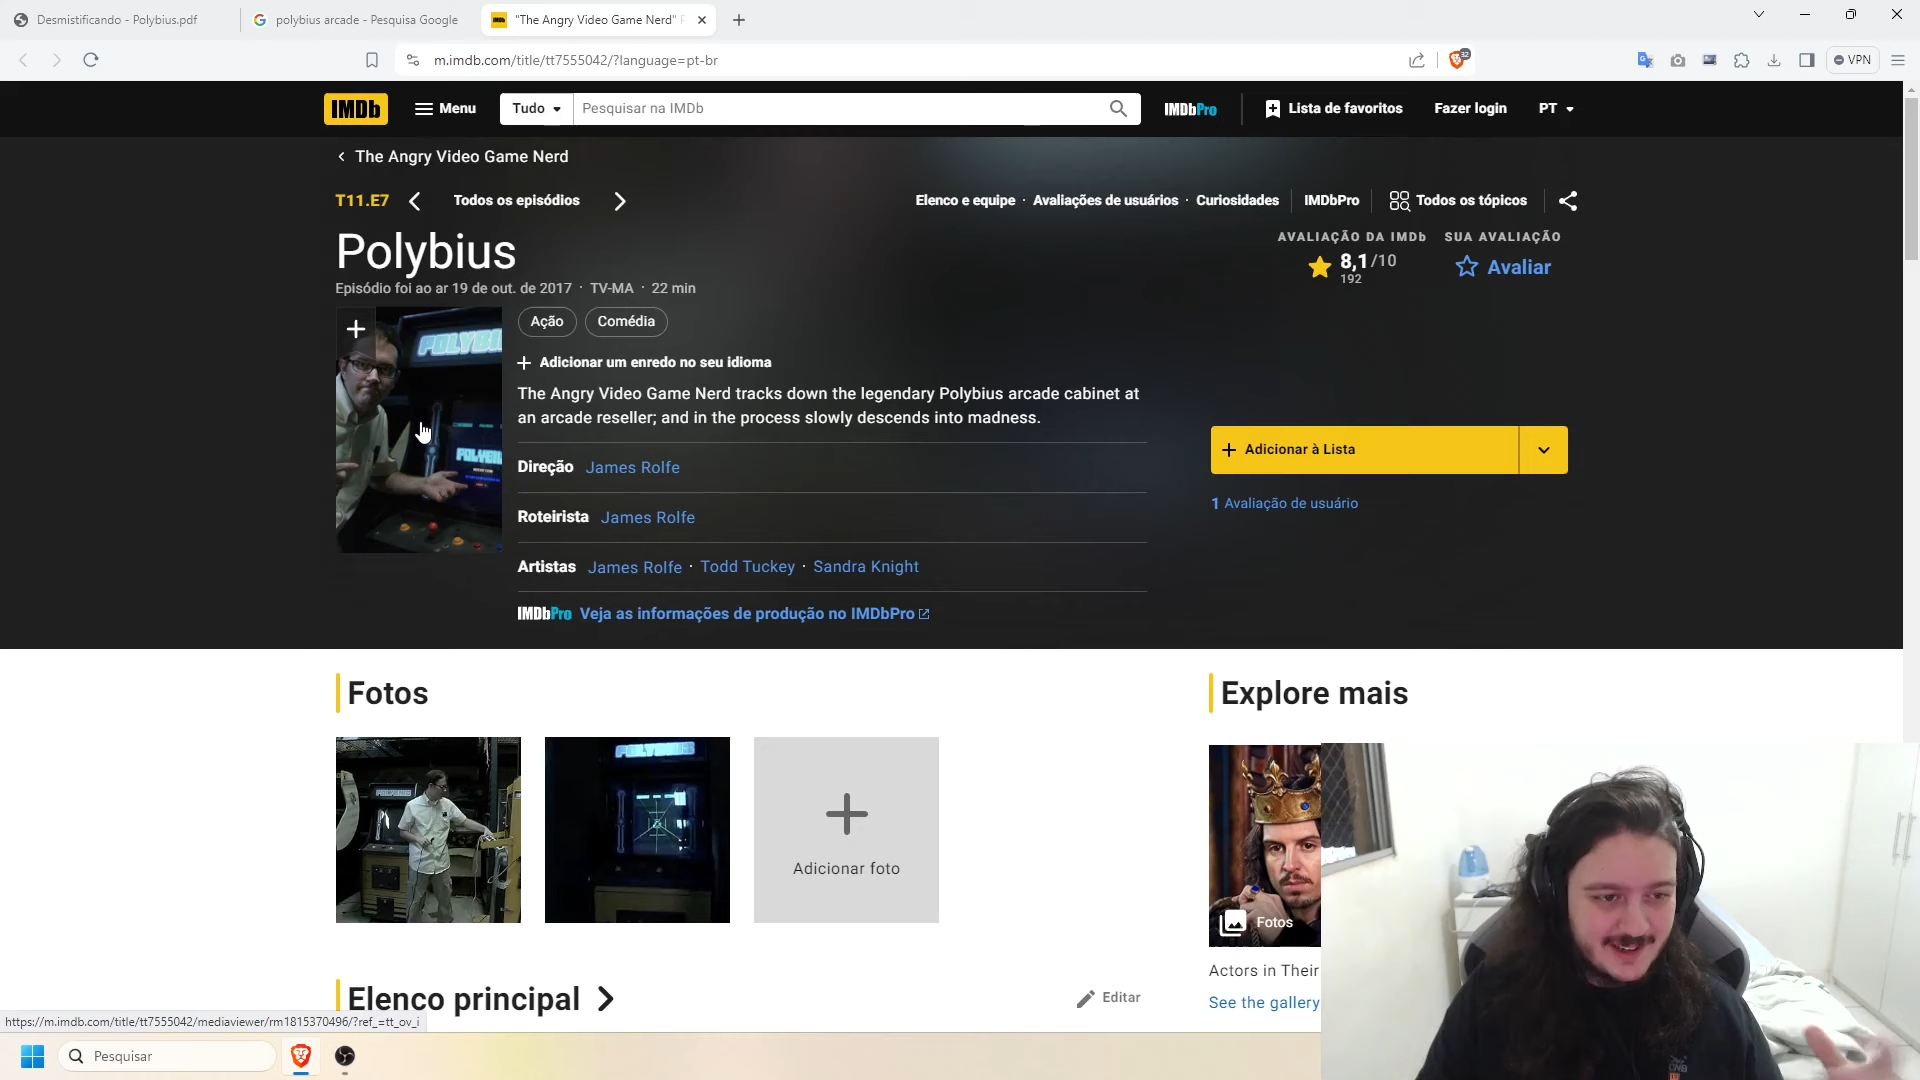 Desmistificando - Polybius.pdf
polybius arcade - Pesquisa Google
"The Angry Video Game Nerd"
m.imdb.com/title/tt7555042/?language=pt-br
32
VPN
IMDb
Menu
Tudo
Pesquisar na IMDb
IMDbPro
Lista de favoritos
Fazer login
PT
The Angry Video Game Nerd
T11.E7
Todos os episódios
Elenco e equipe · Avaliações de usuários · Curiosidades
IMDbPro
Todos os tópicos
Polybius
AVALIAÇÃO DA IMDb
SUA AVALIAÇÃO
8,1/10
192
Avaliar
Episódio foi ao ar 19 de out. de 2017 · TV-MA · 22 min
Ação
Comédia
Adicionar um enredo no seu idioma
The Angry Video Game Nerd tracks down the legendary Polybius arcade cabinet at
an arcade reseller; and in the process slowly descends into madness.
Adicionar à Lista
Direção James Rolfe
1 Avaliação de usuário
Roteirista James Rolfe
Artistas James Rolfe · Todd Tuckey · Sandra Knight
IMDbPro Veja as informações de produção no IMDbPro
Fotos
Explore mais
POLYBIUS
POLYBIUS
Adicionar foto
Fotos
Actors in Their
See the gallery
Elenco principal
Editar
https://m.imdb.com/title/tt7555042/mediaviewer/rm1815370496/?ref_=tt_ov_i
Pesquisar